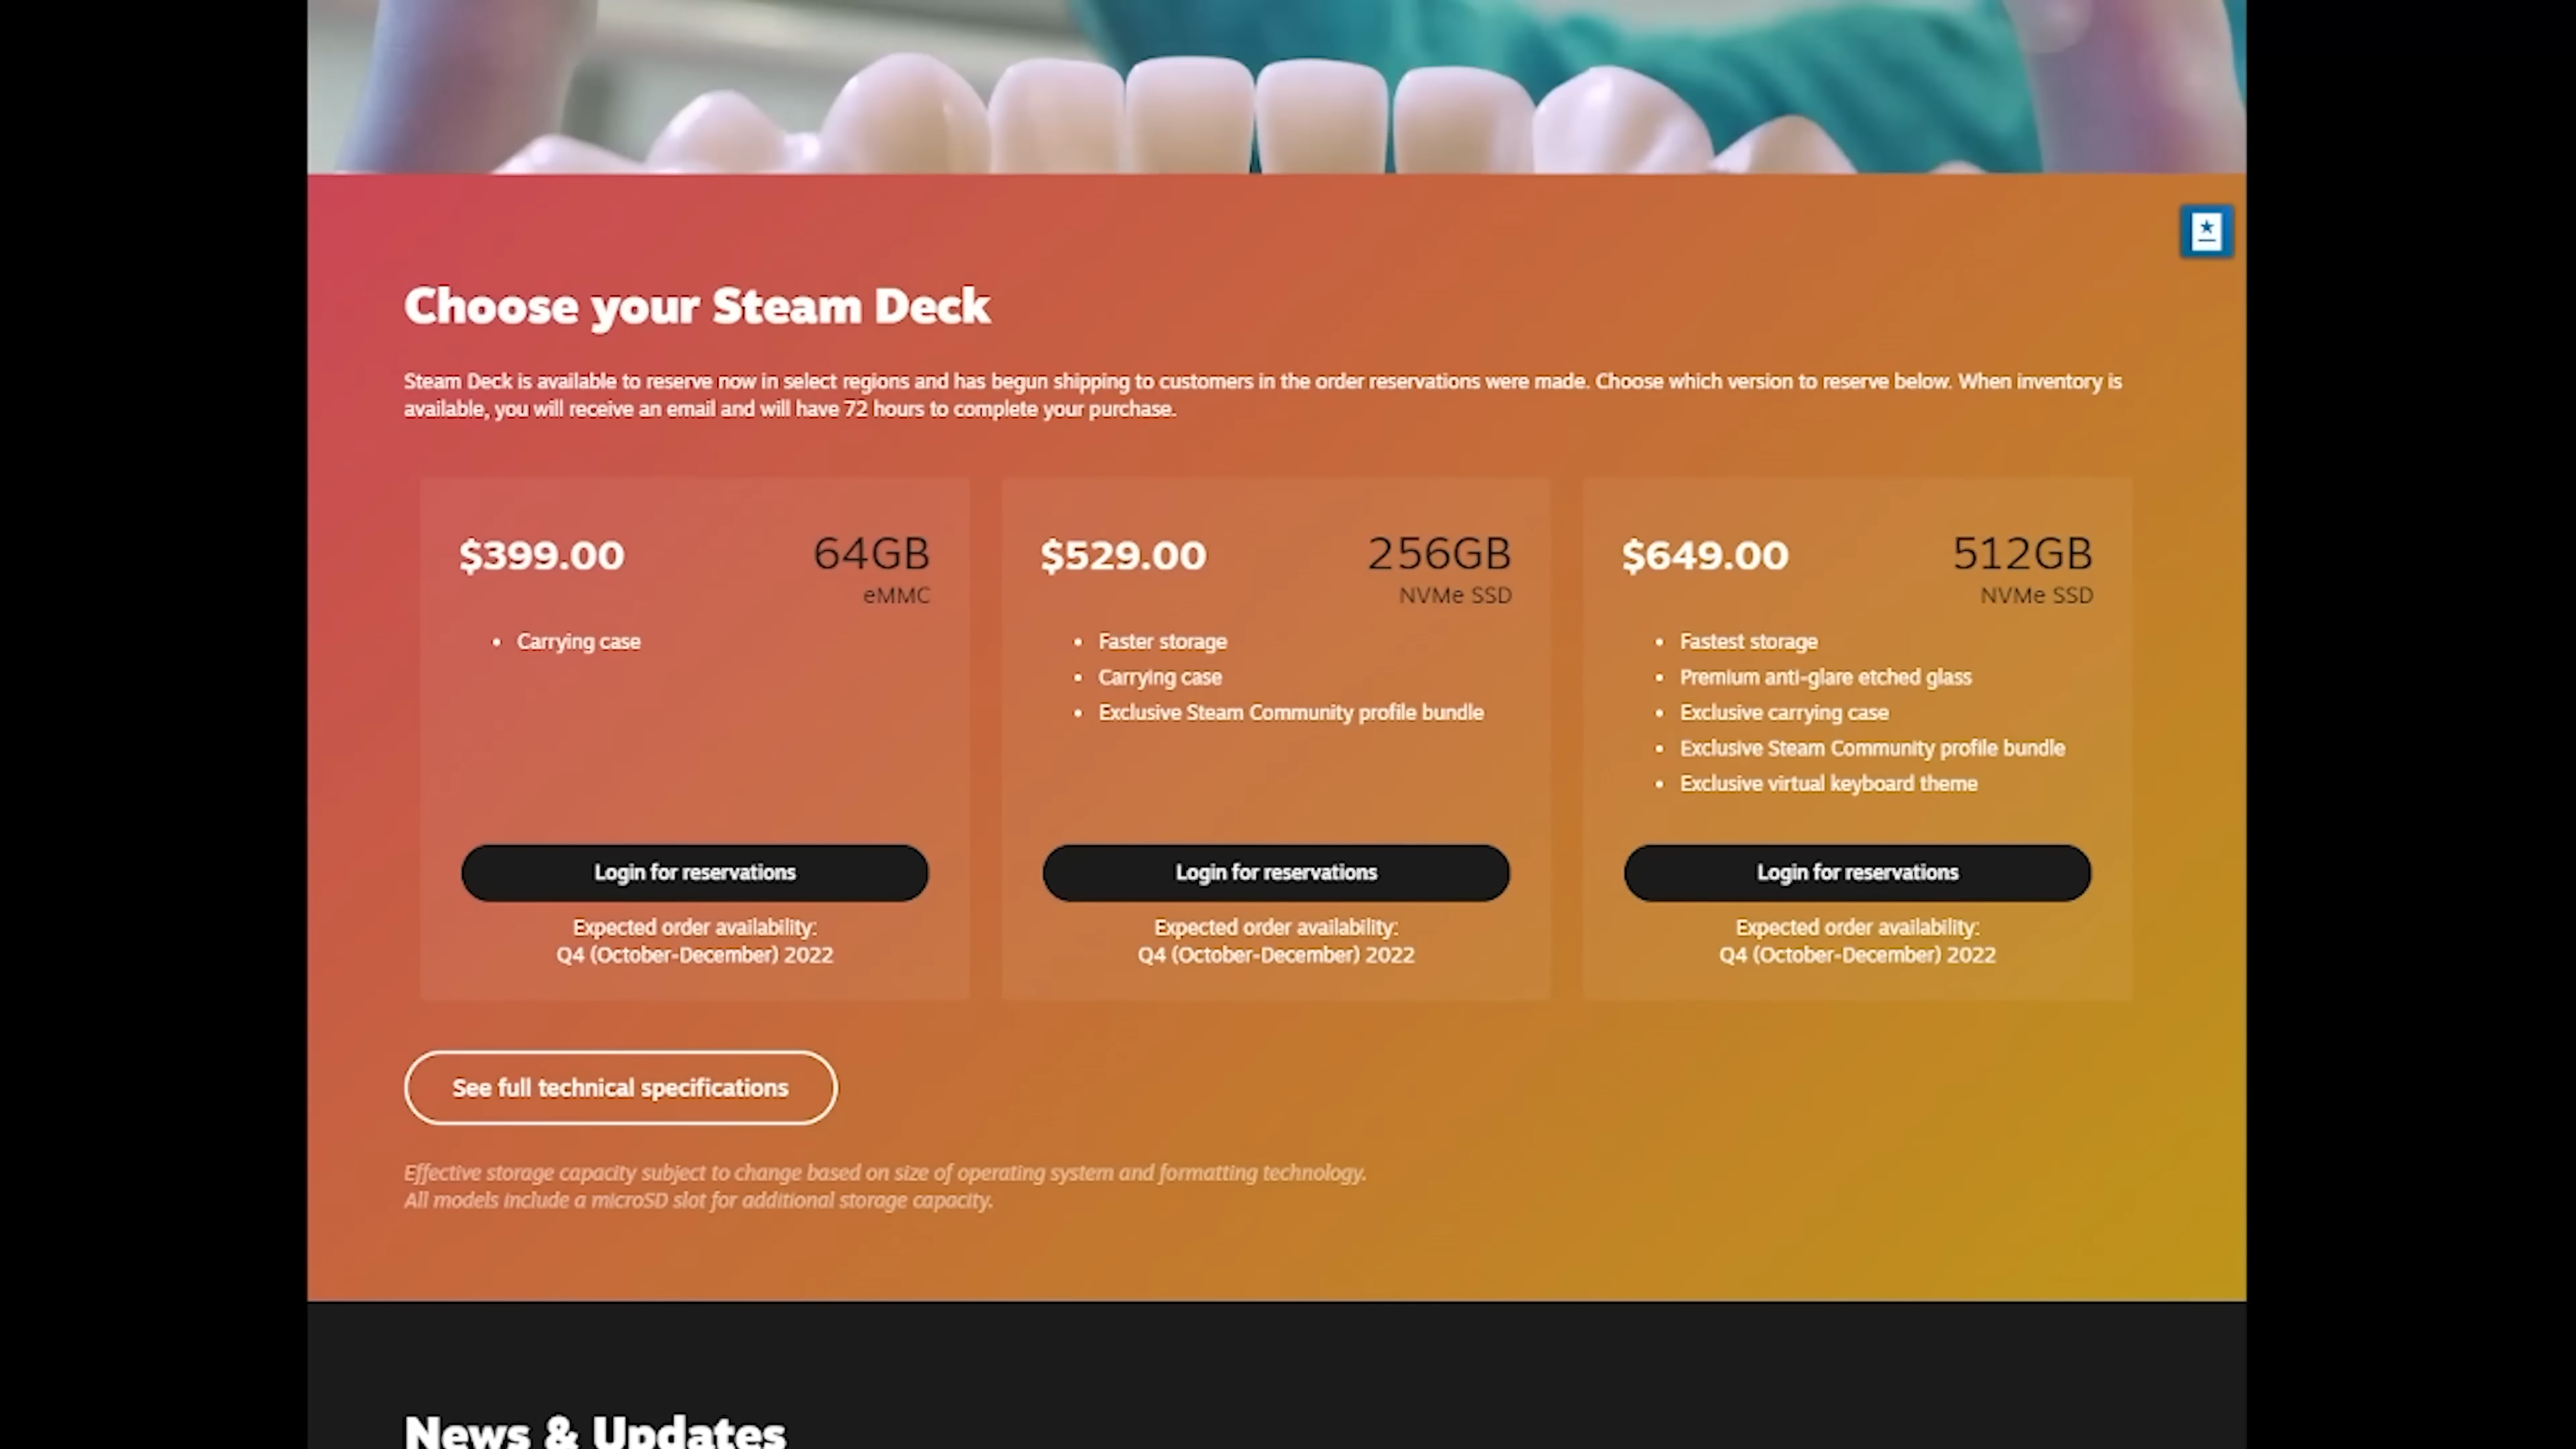 Choose your Steam Deck
Steam Deck is available to reserve now in select regions and has begun shipping to customers in the order reservations were made. Choose which version to reserve below. When inventory is
available, you will receive an email and will have 72 hours to complete your purchase.
$399.00
64GB
eMMC
• Carrying case
Login for reservations
Expected order availability:
Q4 (October-December) 2022
$529.00
256GB
NVMe SSD
• Faster storage
• Carrying case
• Exclusive Steam Community profile bundle
Login for reservations
Expected order availability:
Q4 (October-December) 2022
$649.00
512GB
NVMe SSD
• Fastest storage
• Premium anti-glare etched glass
• Exclusive carrying case
• Exclusive Steam Community profile bundle
• Exclusive virtual keyboard theme
Login for reservations
Expected order availability:
Q4 (October-December) 2022
See full technical specifications
Effective storage capacity subject to change based on size of operating system and formatting technology.
All models include a microSD slot for additional storage capacity.
News & Updates